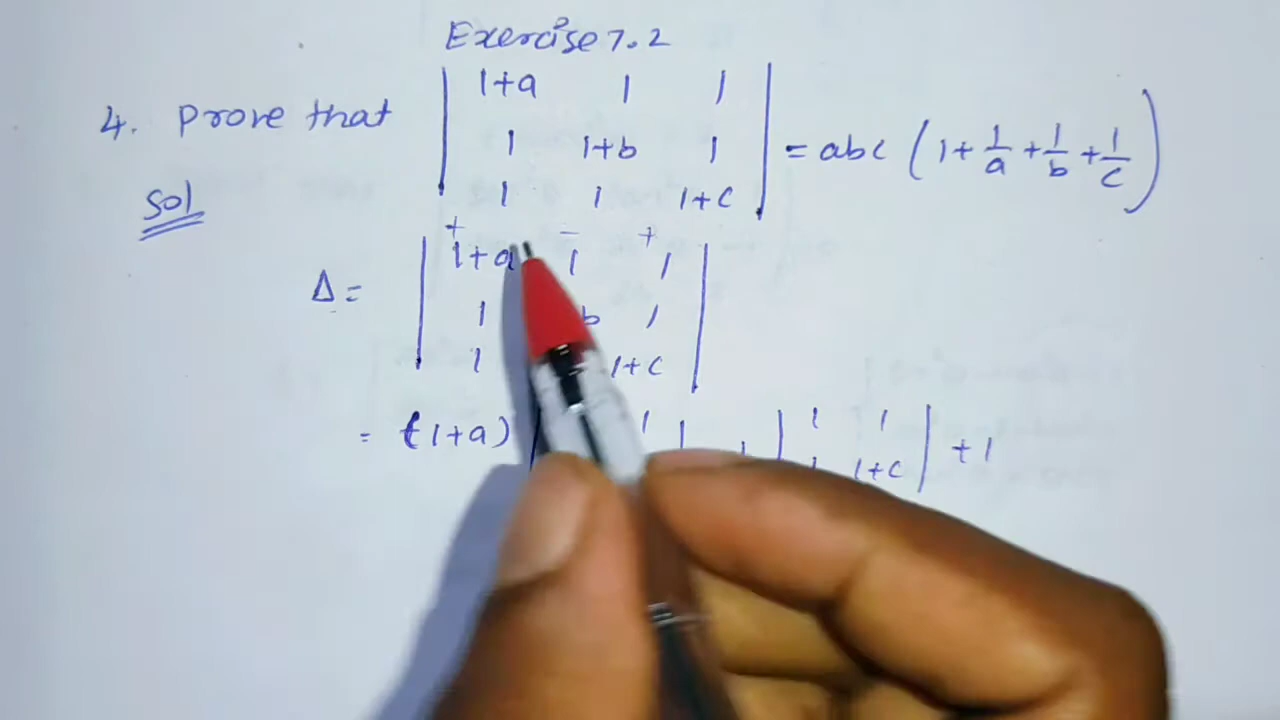 Exercise 7.2
4. Prove that | 1+a 1 1 |
| 1 1+b 1 | = abc (1 + 1/a + 1/b + 1/c)
| 1 1 1+c |
Sol
+ − +
Δ = | 1+a 1 1 |
| 1 b 1 |
| 1 1+c |
= (1+a) | 1 | 1 | 1 1 | + 1
1+c |